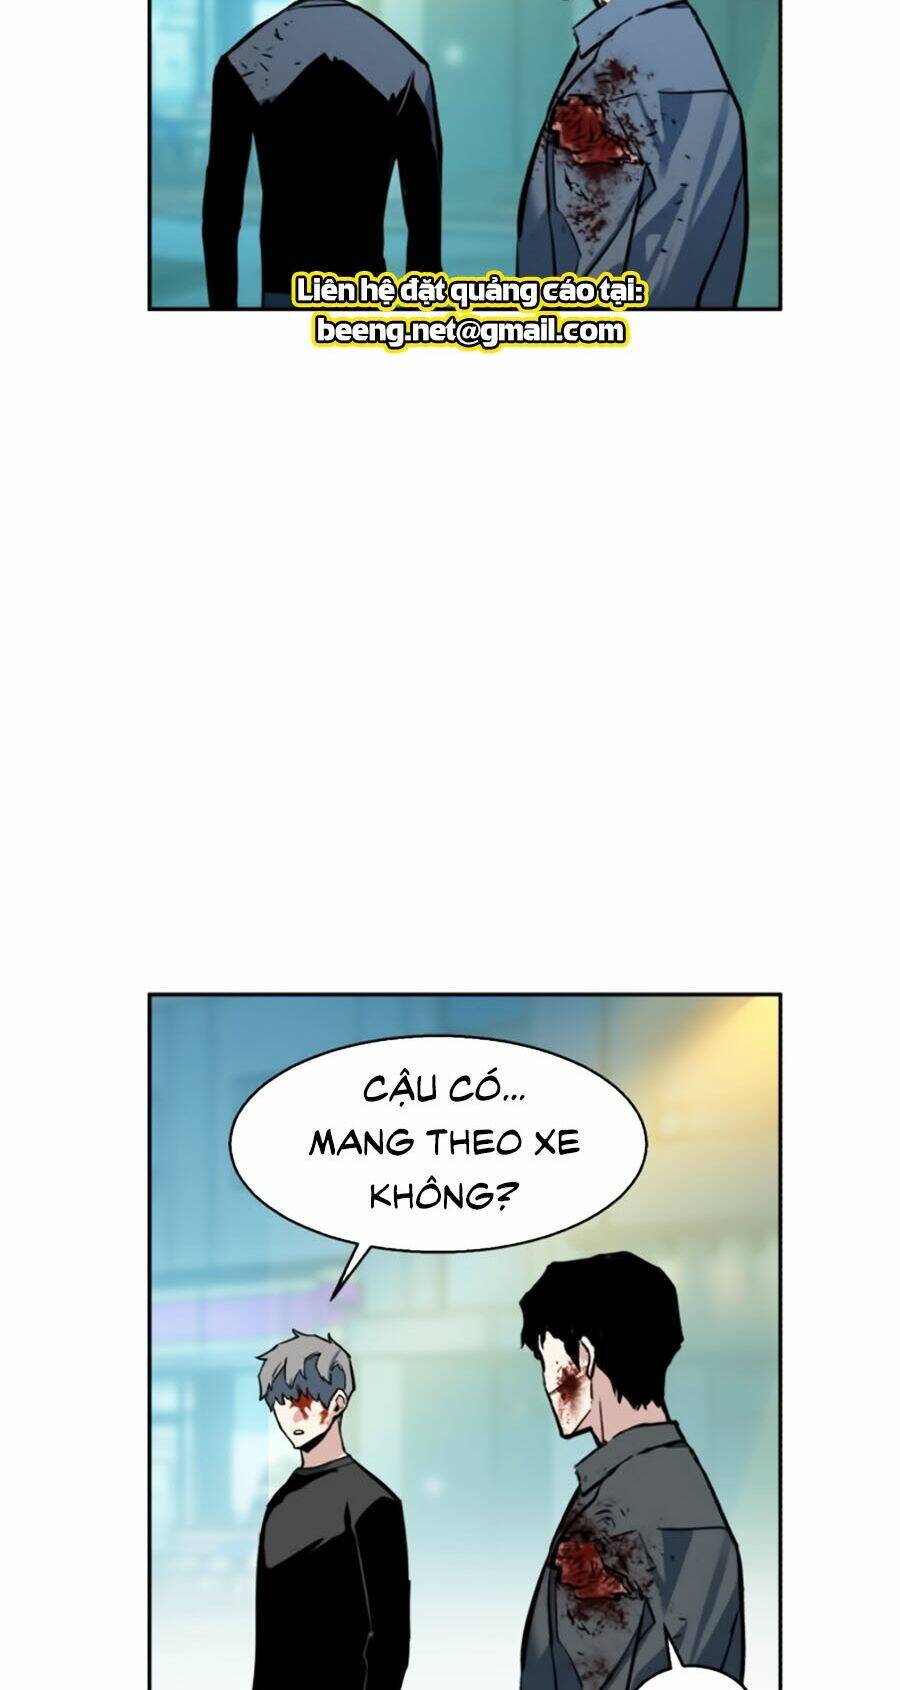 Liên hệ đặt quảng cáo tại:
beeng.net@gmail.com
CẬU CÓ...
MANG THEO XE
KHÔNG?